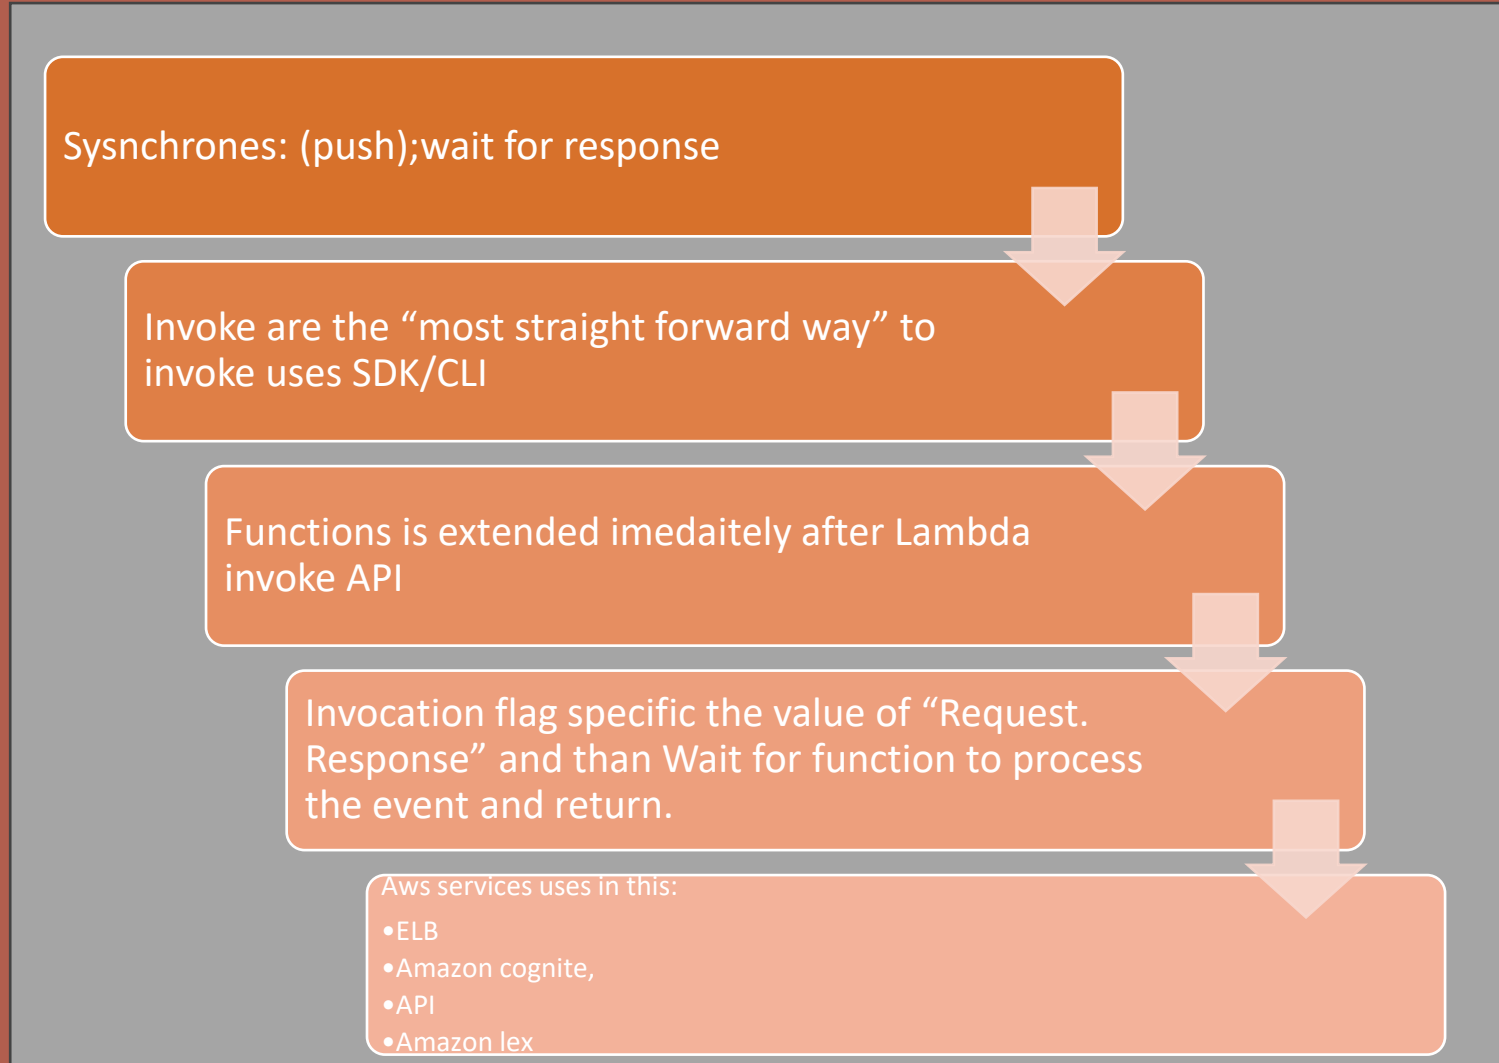 Sysnchrones: (push);wait for response
Invoke are the “most straight forward way” to
invoke uses SDK/CLI
Functions is extended imedaitely after Lambda
invoke API
Invocation flag specific the value of “Request.
Response” and than Wait for function to process
the event and return.
Aws services uses in this:
•ELB
•Amazon cognite,
•API
•Amazon lex